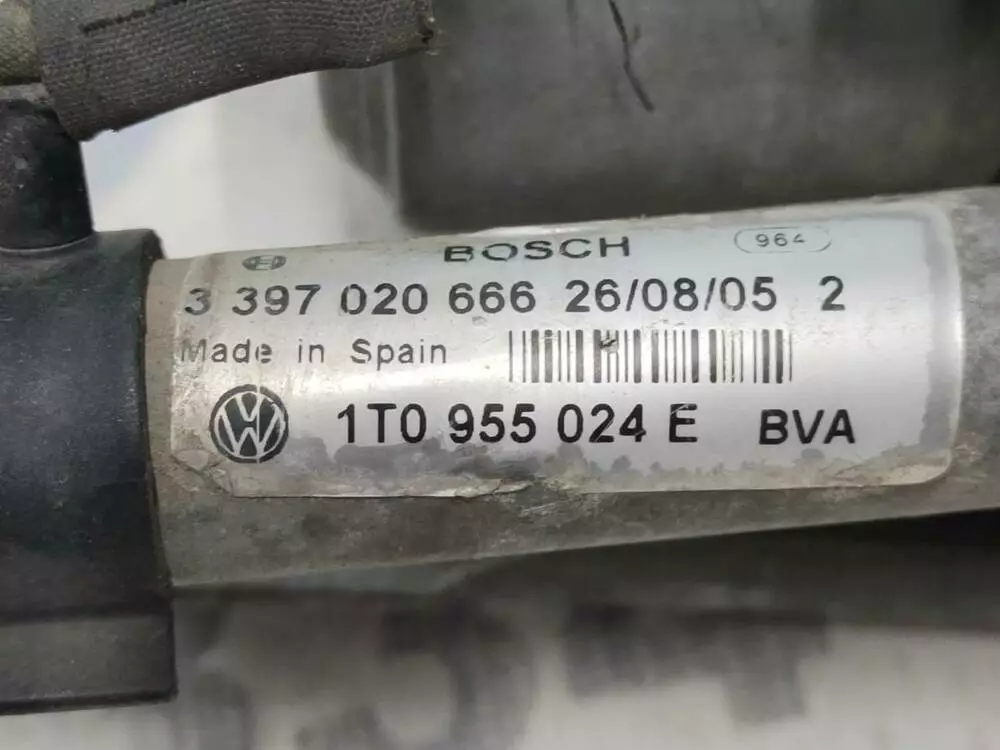 BOSCH 964
3 397 020 666 26/08/05 2
Made in Spain
1T0 955 024 E BVA